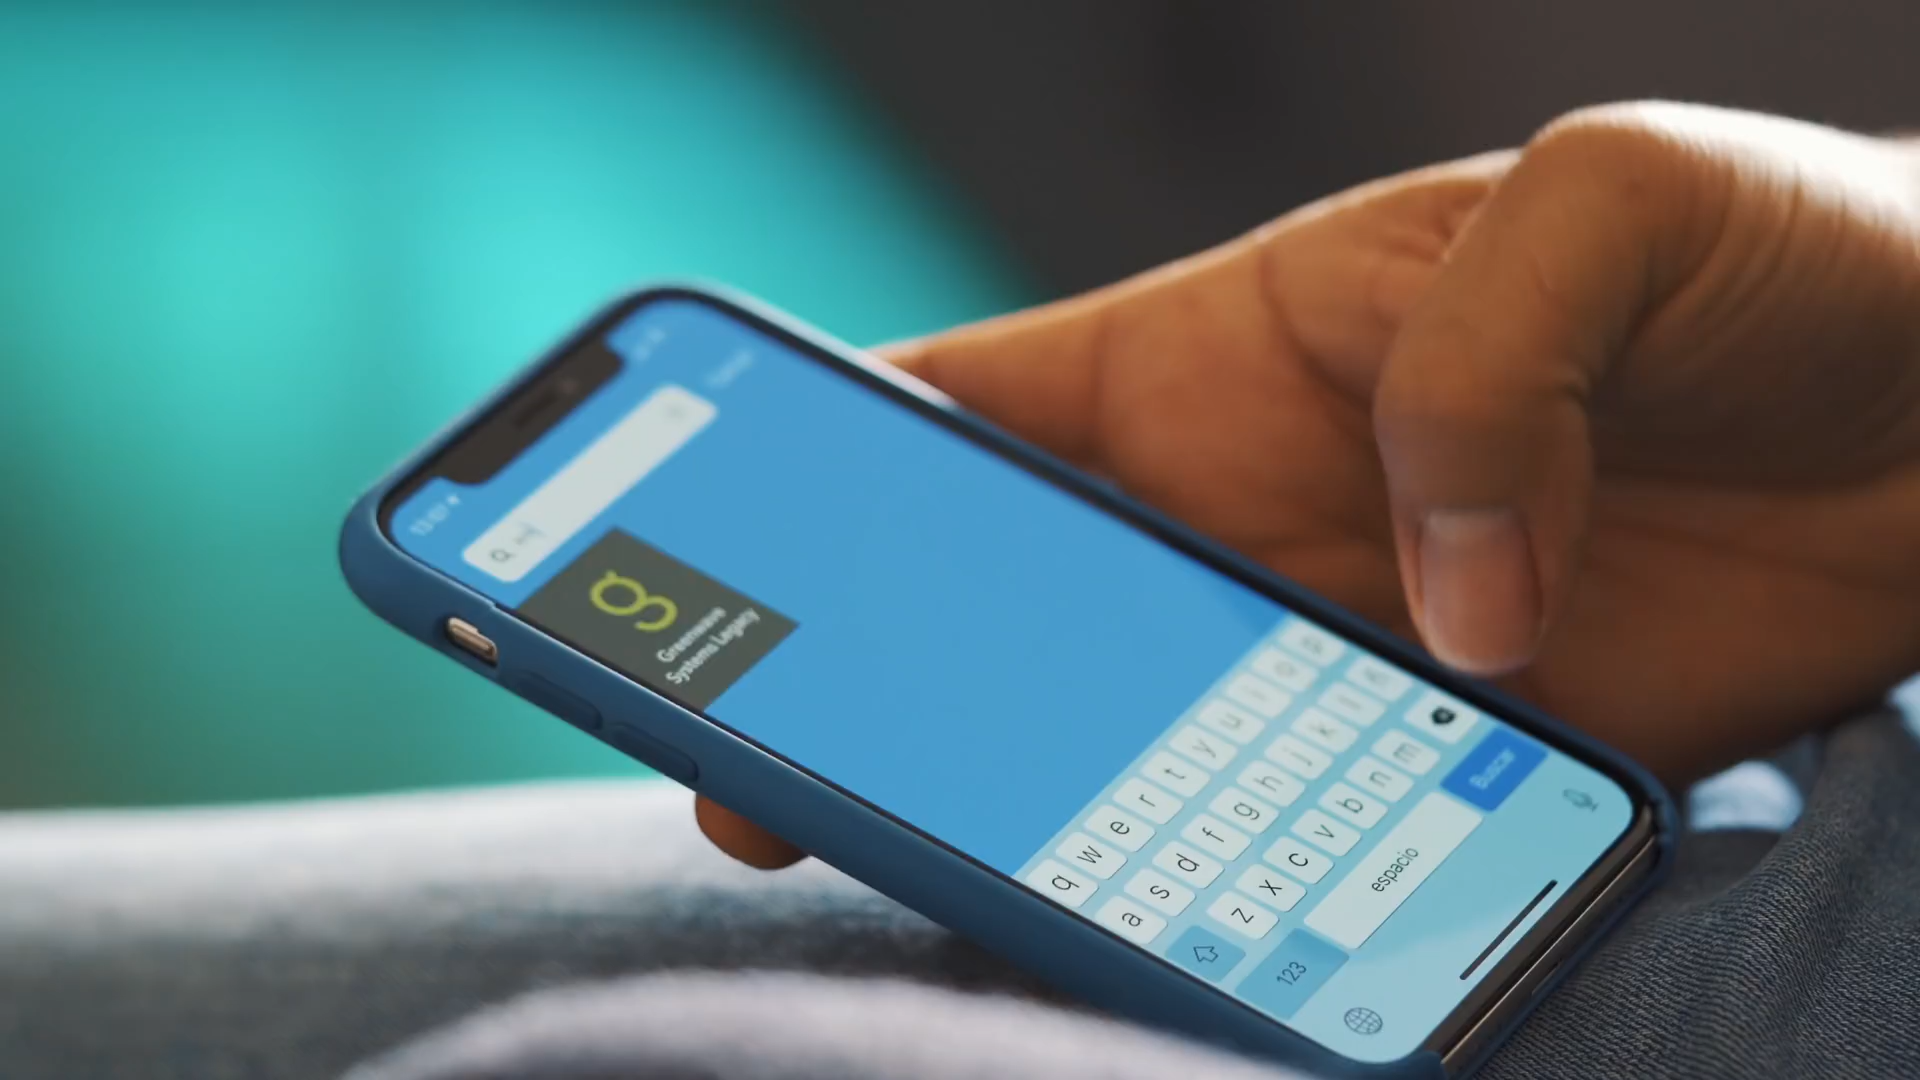 g
Greenwave
Systems Legacy
q w e r t y u i o p
a s d f g h j k l
z x c v b n m
123 espacio Buscar